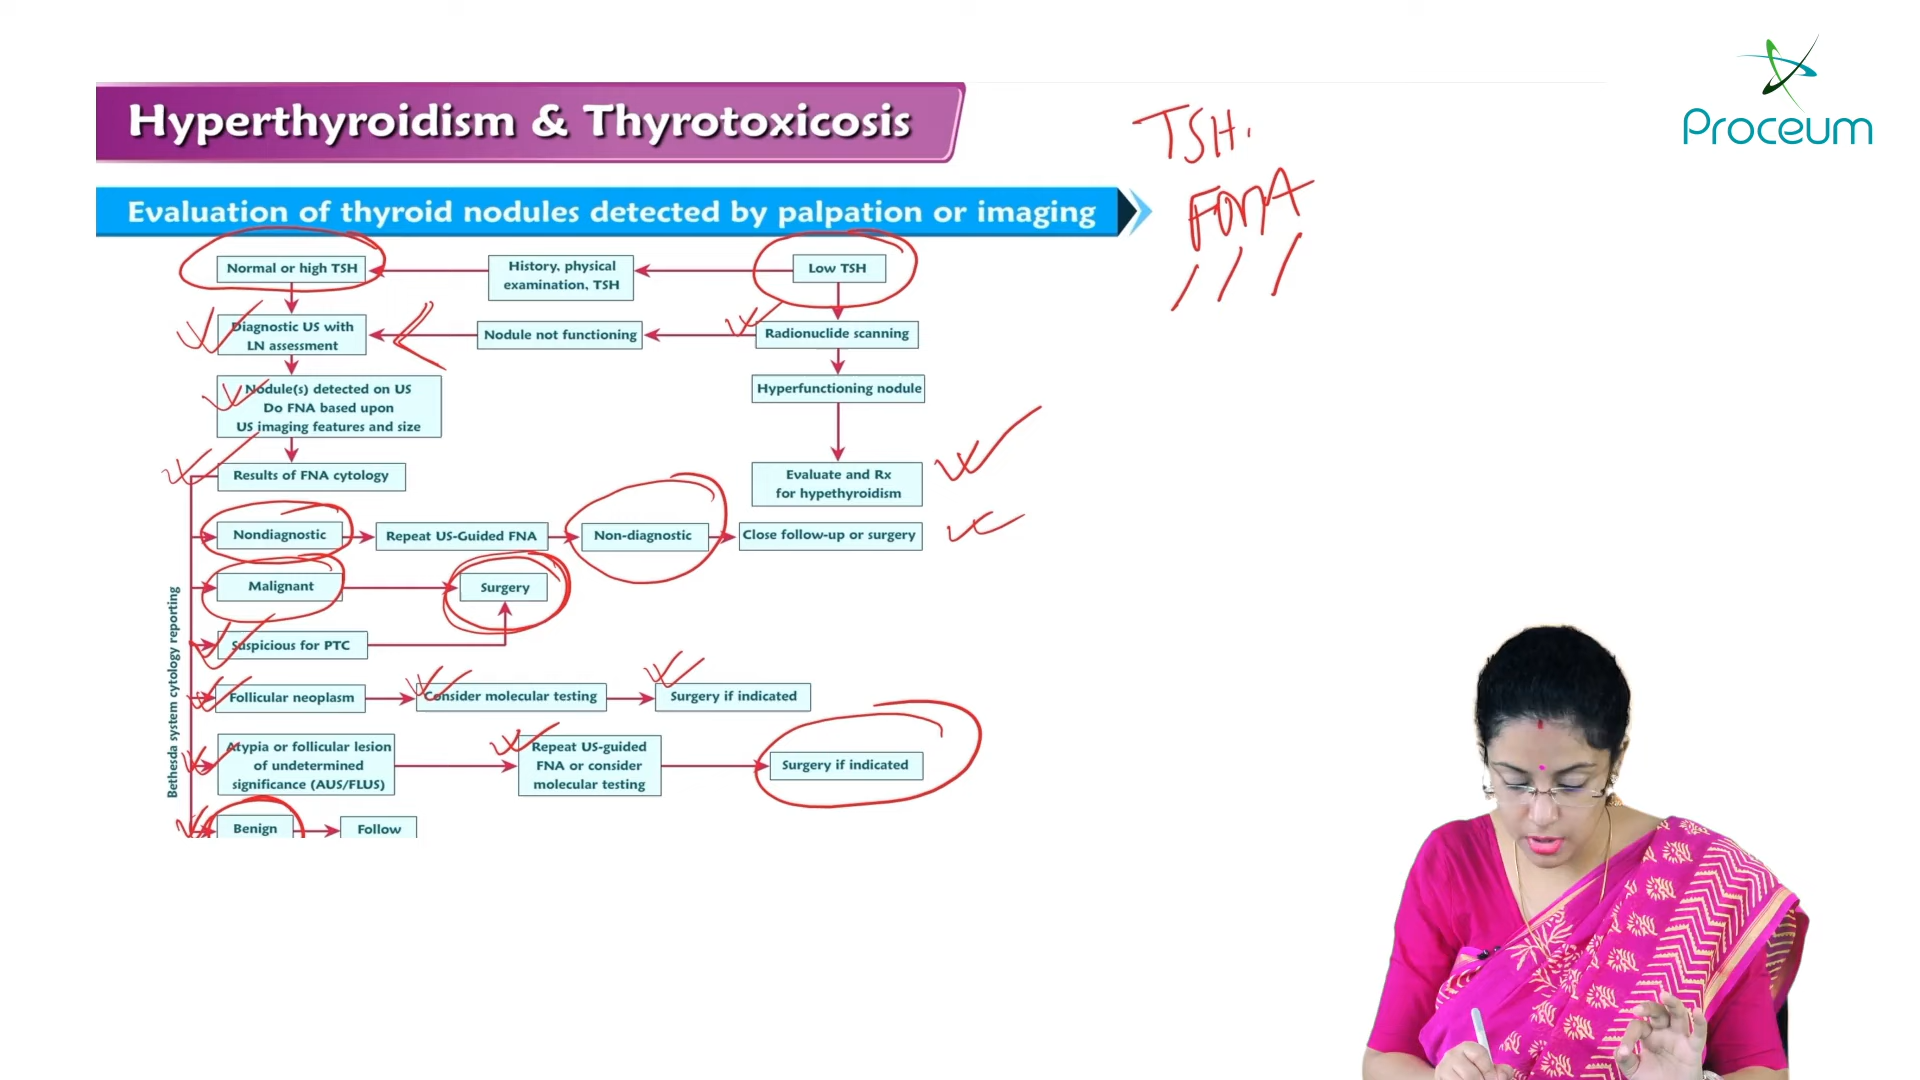 Proceum
Hyperthyroidism & Thyrotoxicosis
TSH.
FNA
Evaluation of thyroid nodules detected by palpation or imaging
Normal or high TSH
History, physical
examination, TSH
Low TSH
Diagnostic US with
LN assessment
Nodule not functioning
Radionuclide scanning
Nodule(s) detected on US
Do FNA based upon
US imaging features and size
Hyperfunctioning nodule
Results of FNA cytology
Evaluate and Rx
for hypethyroidism
Bethesda system cytology reporting
Nondiagnostic
Repeat US-Guided FNA
Non-diagnostic
Close follow-up or surgery
Malignant
Surgery
Suspicious for PTC
Follicular neoplasm
Consider molecular testing
Surgery if indicated
Atypia or follicular lesion
of undetermined
significance (AUS/FLUS)
Repeat US-guided
FNA or consider
molecular testing
Surgery if indicated
Benign
Follow